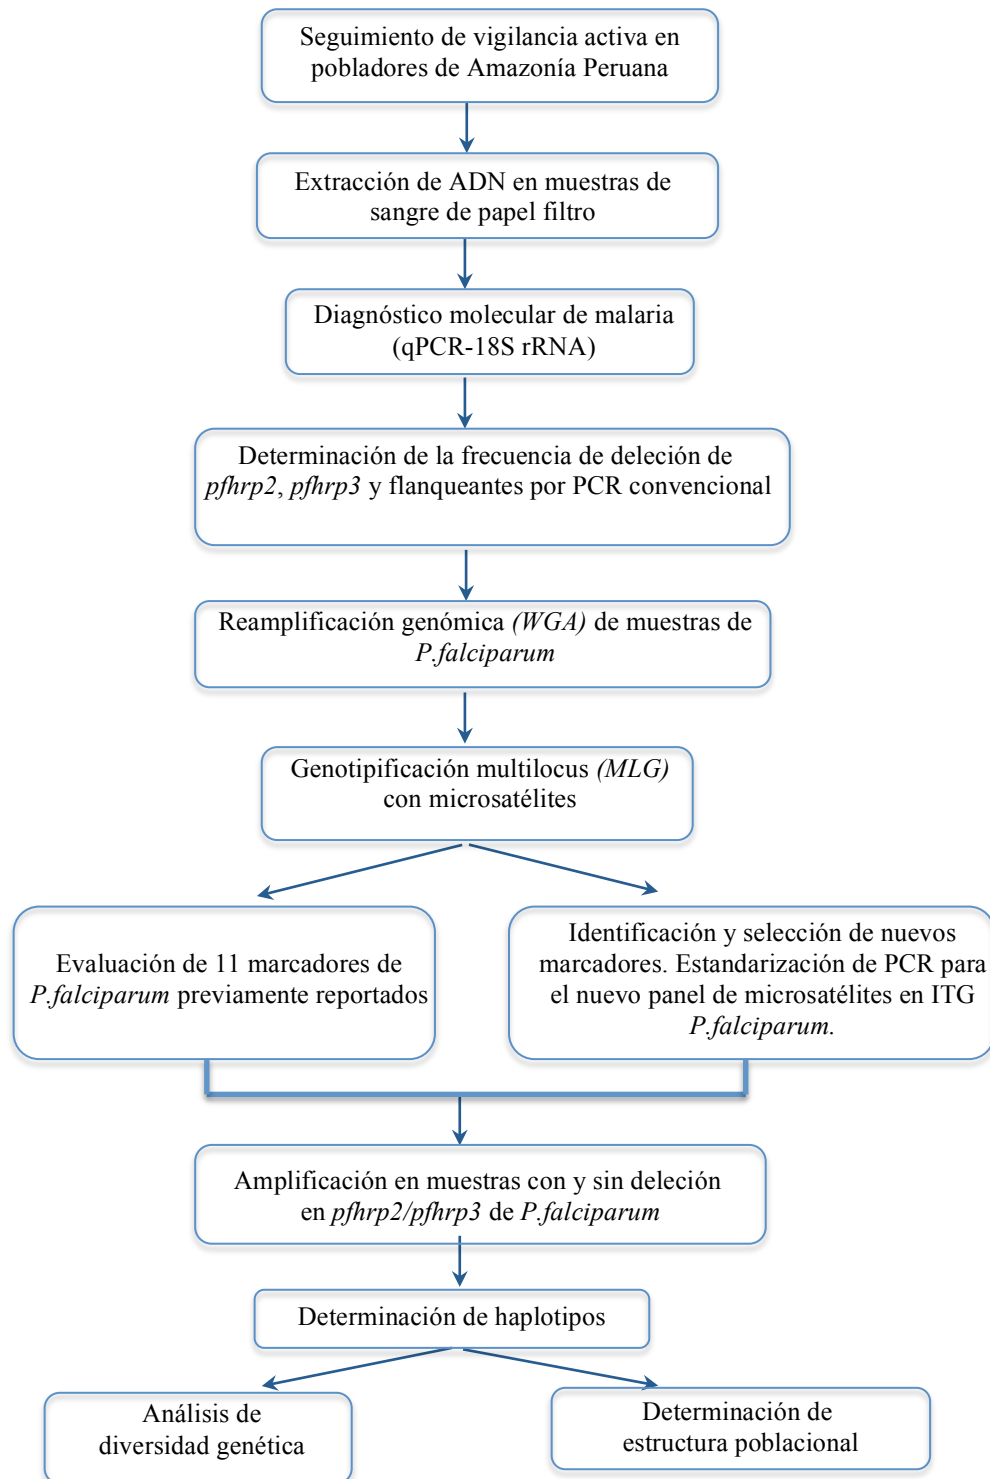 Seguimiento de vigilancia activa en
pobladores de Amazonía Peruana
Extracción de ADN en muestras de
sangre de papel filtro
Diagnóstico molecular de malaria
(qPCR-18S rRNA)
Determinación de la frecuencia de deleción de
pfhrp2, pfhrp3 y flanqueantes por PCR convencional
Reamplificación genómica (WGA) de muestras de
P.falciparum
Genotipificación multilocus (MLG)
con microsatélites
Evaluación de 11 marcadores de
P.falciparum previamente reportados
Identificación y selección de nuevos
marcadores. Estandarización de PCR para
el nuevo panel de microsatélites en ITG
P.falciparum.
Amplificación en muestras con y sin deleción
en pfhrp2/pfhrp3 de P.falciparum
Determinación de haplotipos
Análisis de
diversidad genética
Determinación de
estructura poblacional